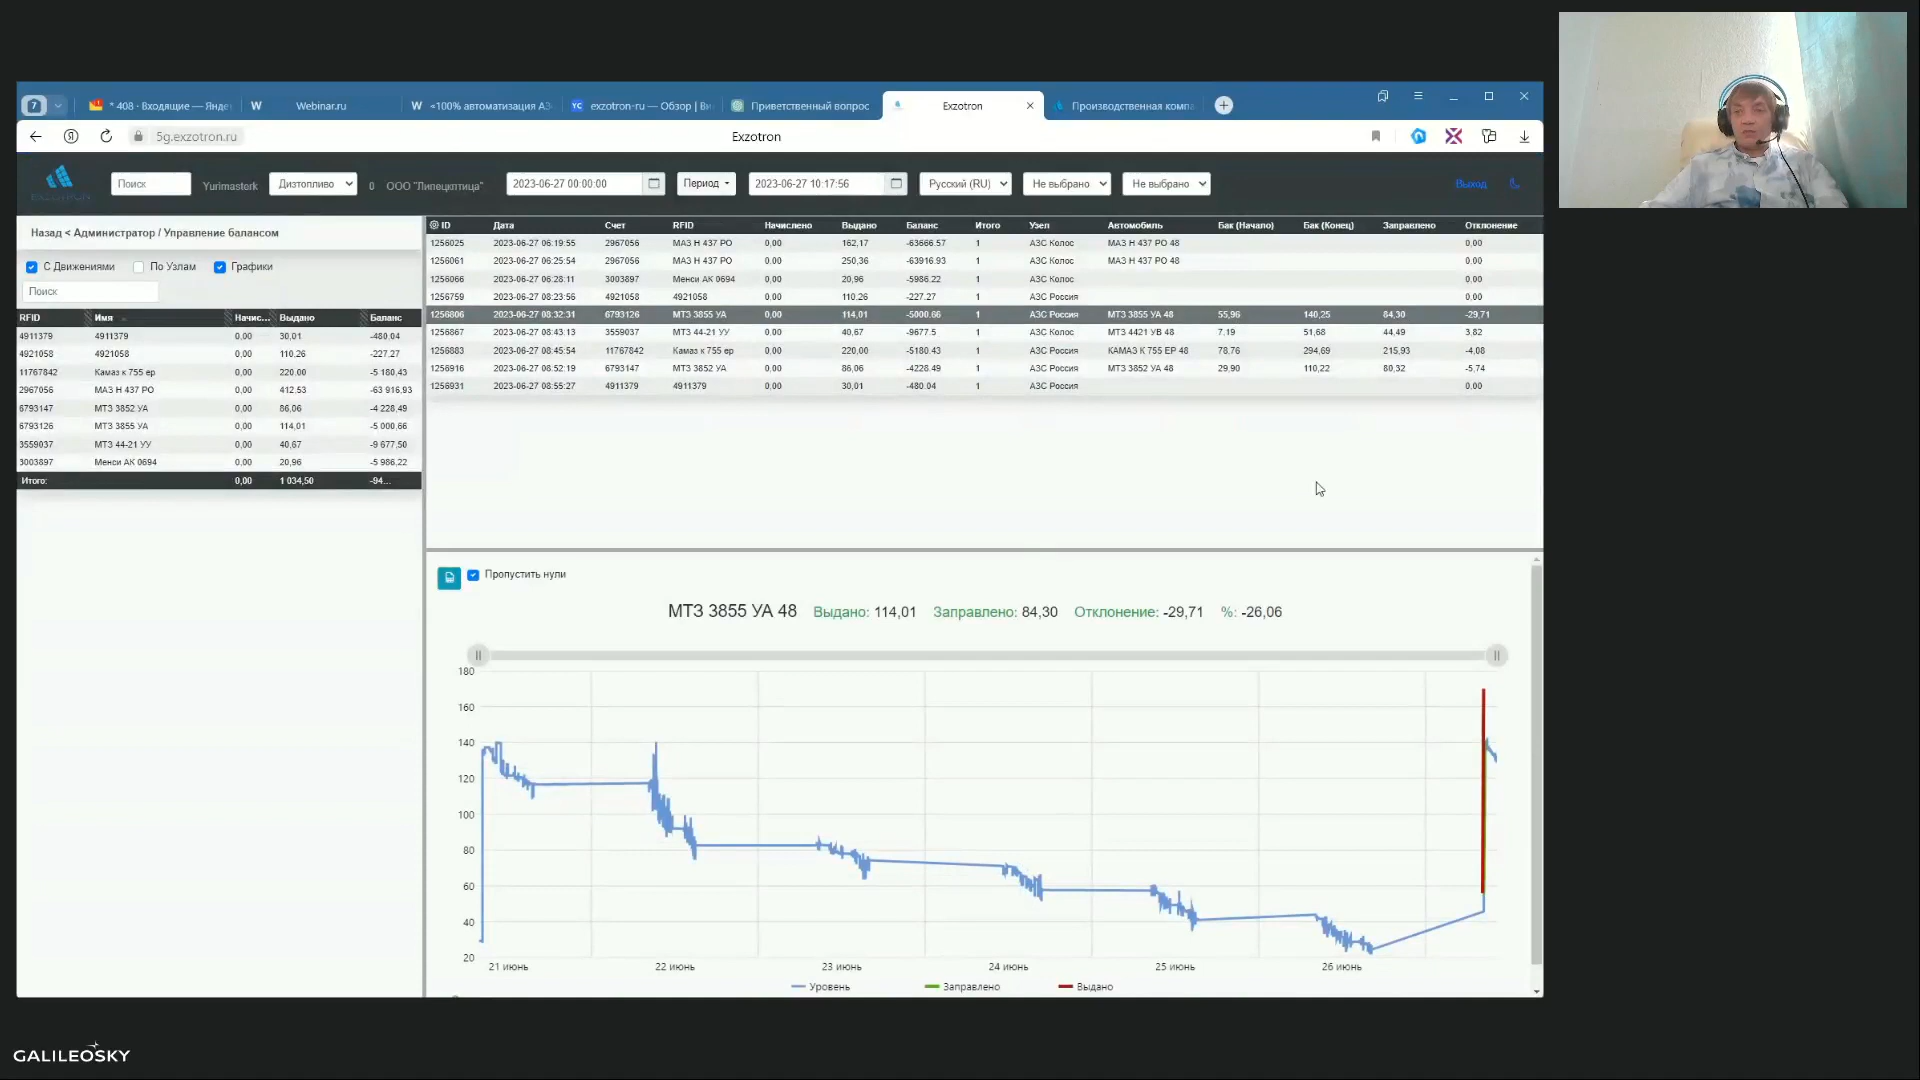 7
* 408 · Входящие — Янде
W Webinar.ru
W «100% автоматизация АЗ
YC exzotron-ru — Обзор | Ви
Приветственный вопрос
Exzotron
Производственная компа
5g.exzotron.ru
Exzotron
EXZOTRON
Поиск
Yurimasterk
Дизтопливо
0
ООО "Липецкптица"
2023-06-27 00:00:00
Период
2023-06-27 10:17:56
Русский (RU)
Не выбрано
Не выбрано
Выход
Назад < Администратор / Управление балансом
С Движениями
По Узлам
Графики
Поиск
RFID Имя Начис... Выдано Баланс
4911379 4911379 0,00 30,01 -480,04
4921058 4921058 0,00 110,26 -227,27
11767842 Камаз к 755 ер 0,00 220,00 -5 180,43
2967056 МАЗ Н 437 РО 0,00 412,53 -63 916,93
6793147 МТЗ 3852 УА 0,00 86,06 -4 228,49
6793126 МТЗ 3855 УА 0,00 114,01 -5 000,66
3559037 МТЗ 44-21 УУ 0,00 40,67 -9 677,50
3003897 Менси АК 0694 0,00 20,96 -5 986,22
Итого: 0,00 1 034,50 -94...
ID Дата Счет RFID Начислено Выдано Баланс Итого Узел Автомобиль Бак (Начало) Бак (Конец) Заправлено Отклонение
1256025 2023-06-27 06:19:55 2967056 МАЗ Н 437 РО 0,00 162,17 -63666.57 1 АЗС Колос МАЗ Н 437 РО 48 0,00
1256061 2023-06-27 06:25:54 2967056 МАЗ Н 437 РО 0,00 250,36 -63916.93 1 АЗС Колос МАЗ Н 437 РО 48 0,00
1256066 2023-06-27 06:28:11 3003897 Менси АК 0694 0,00 20,96 -5986.22 1 АЗС Колос 0,00
1256759 2023-06-27 08:23:56 4921058 4921058 0,00 110,26 -227.27 1 АЗС Россия 0,00
1256806 2023-06-27 08:32:31 6793126 МТЗ 3855 УА 0,00 114,01 -5000.66 1 АЗС Россия МТЗ 3855 УА 48 55,96 140,25 84,30 -29,71
1256867 2023-06-27 08:43:13 3559037 МТЗ 44-21 УУ 0,00 40,67 -9677.5 1 АЗС Колос МТЗ 4421 УВ 48 7,19 51,68 44,49 3,82
1256883 2023-06-27 08:45:54 11767842 Камаз к 755 ер 0,00 220,00 -5180.43 1 АЗС Россия КАМАЗ К 755 ЕР 48 78,76 294,69 215,93 -4,08
1256916 2023-06-27 08:52:19 6793147 МТЗ 3852 УА 0,00 86,06 -4228.49 1 АЗС Россия МТЗ 3852 УА 48 29,90 110,22 80,32 -5,74
1256931 2023-06-27 08:55:27 4911379 4911379 0,00 30,01 -480.04 1 АЗС Россия 0,00
Пропустить нули
МТЗ 3855 УА 48 Выдано: 114,01 Заправлено: 84,30 Отклонение: -29,71 %: -26,06
180
160
140
120
100
80
60
40
20
21 июнь 22 июнь 23 июнь 24 июнь 25 июнь 26 июнь
Уровень Заправлено Выдано
GALILEOSKY